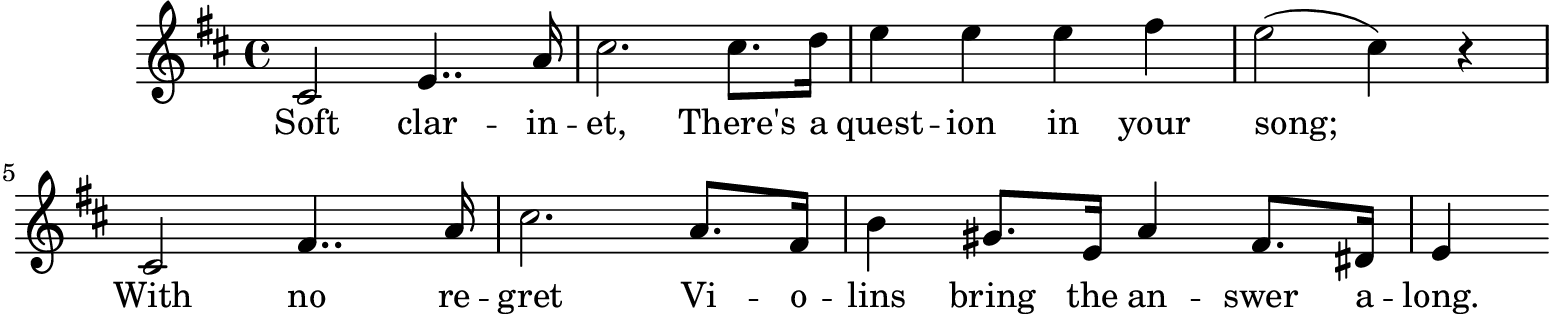 Soft clar - in - et, There's a quest - ion in your song;
5
With no re - gret Vi - o - lins bring the an - swer a - long.